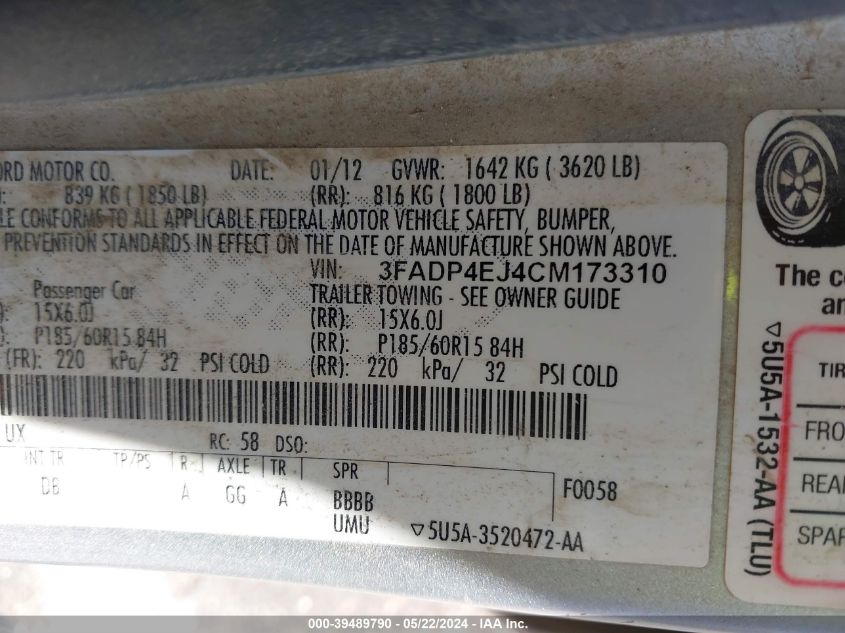 ORD MOTOR CO. DATE: 01/12 GVWR: 1642 KG ( 3620 LB)
839 KG ( 1850 LB) (RR): 816 KG ( 1800 LB)
LE CONFORMS TO ALL APPLICABLE FEDERAL MOTOR VEHICLE SAFETY, BUMPER,
PREVENTION STANDARDS IN EFFECT ON THE DATE OF MANUFACTURE SHOWN ABOVE.
VIN: 3FADP4EJ4CM173310
Passenger Car TRAILER TOWING - SEE OWNER GUIDE
15X6.0J (RR): 15X6.0J
P185/60R15 84H (RR): P185/60R15 84H
(FR): 220 kPa/ 32 PSI COLD (RR): 220 kPa/ 32 PSI COLD
UX RC: 58 DSO:
INT TR TP/PS R AXLE TR SPR
DB A GG A BBBB F0058
UMU ▽5U5A-3520472-AA
The co
an
▽5U5A-1532-AA (TLU)
TIR
FRO
REA
SPAR
000-39489790 - 05/22/2024 - IAA Inc.